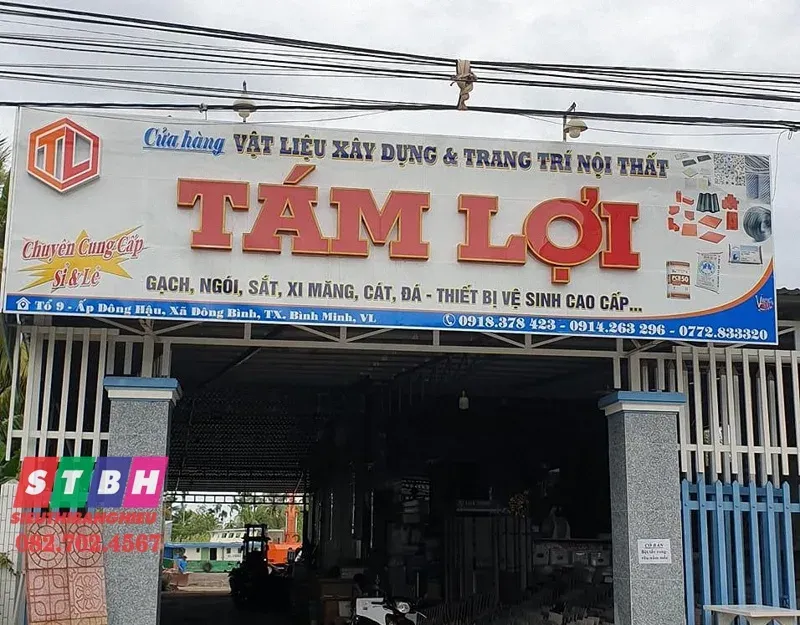 TL
Cửa hàng VẬT LIỆU XÂY DỰNG & TRANG TRÍ NỘI THẤT
TÁM LỢI
Chuyên Cung Cấp
Sỉ & Lẻ
GẠCH, NGÓI, SẮT, XI MĂNG, CÁT, ĐÁ - THIẾT BỊ VỆ SINH CAO CẤP...
Tổ 9 - Ấp Đông Hậu, Xã Đông Bình, TX. Bình Minh, VL
0918.378 423 - 0914.263 296 - 0772.833320
STBH
082.702.4567
CÓ BÁN